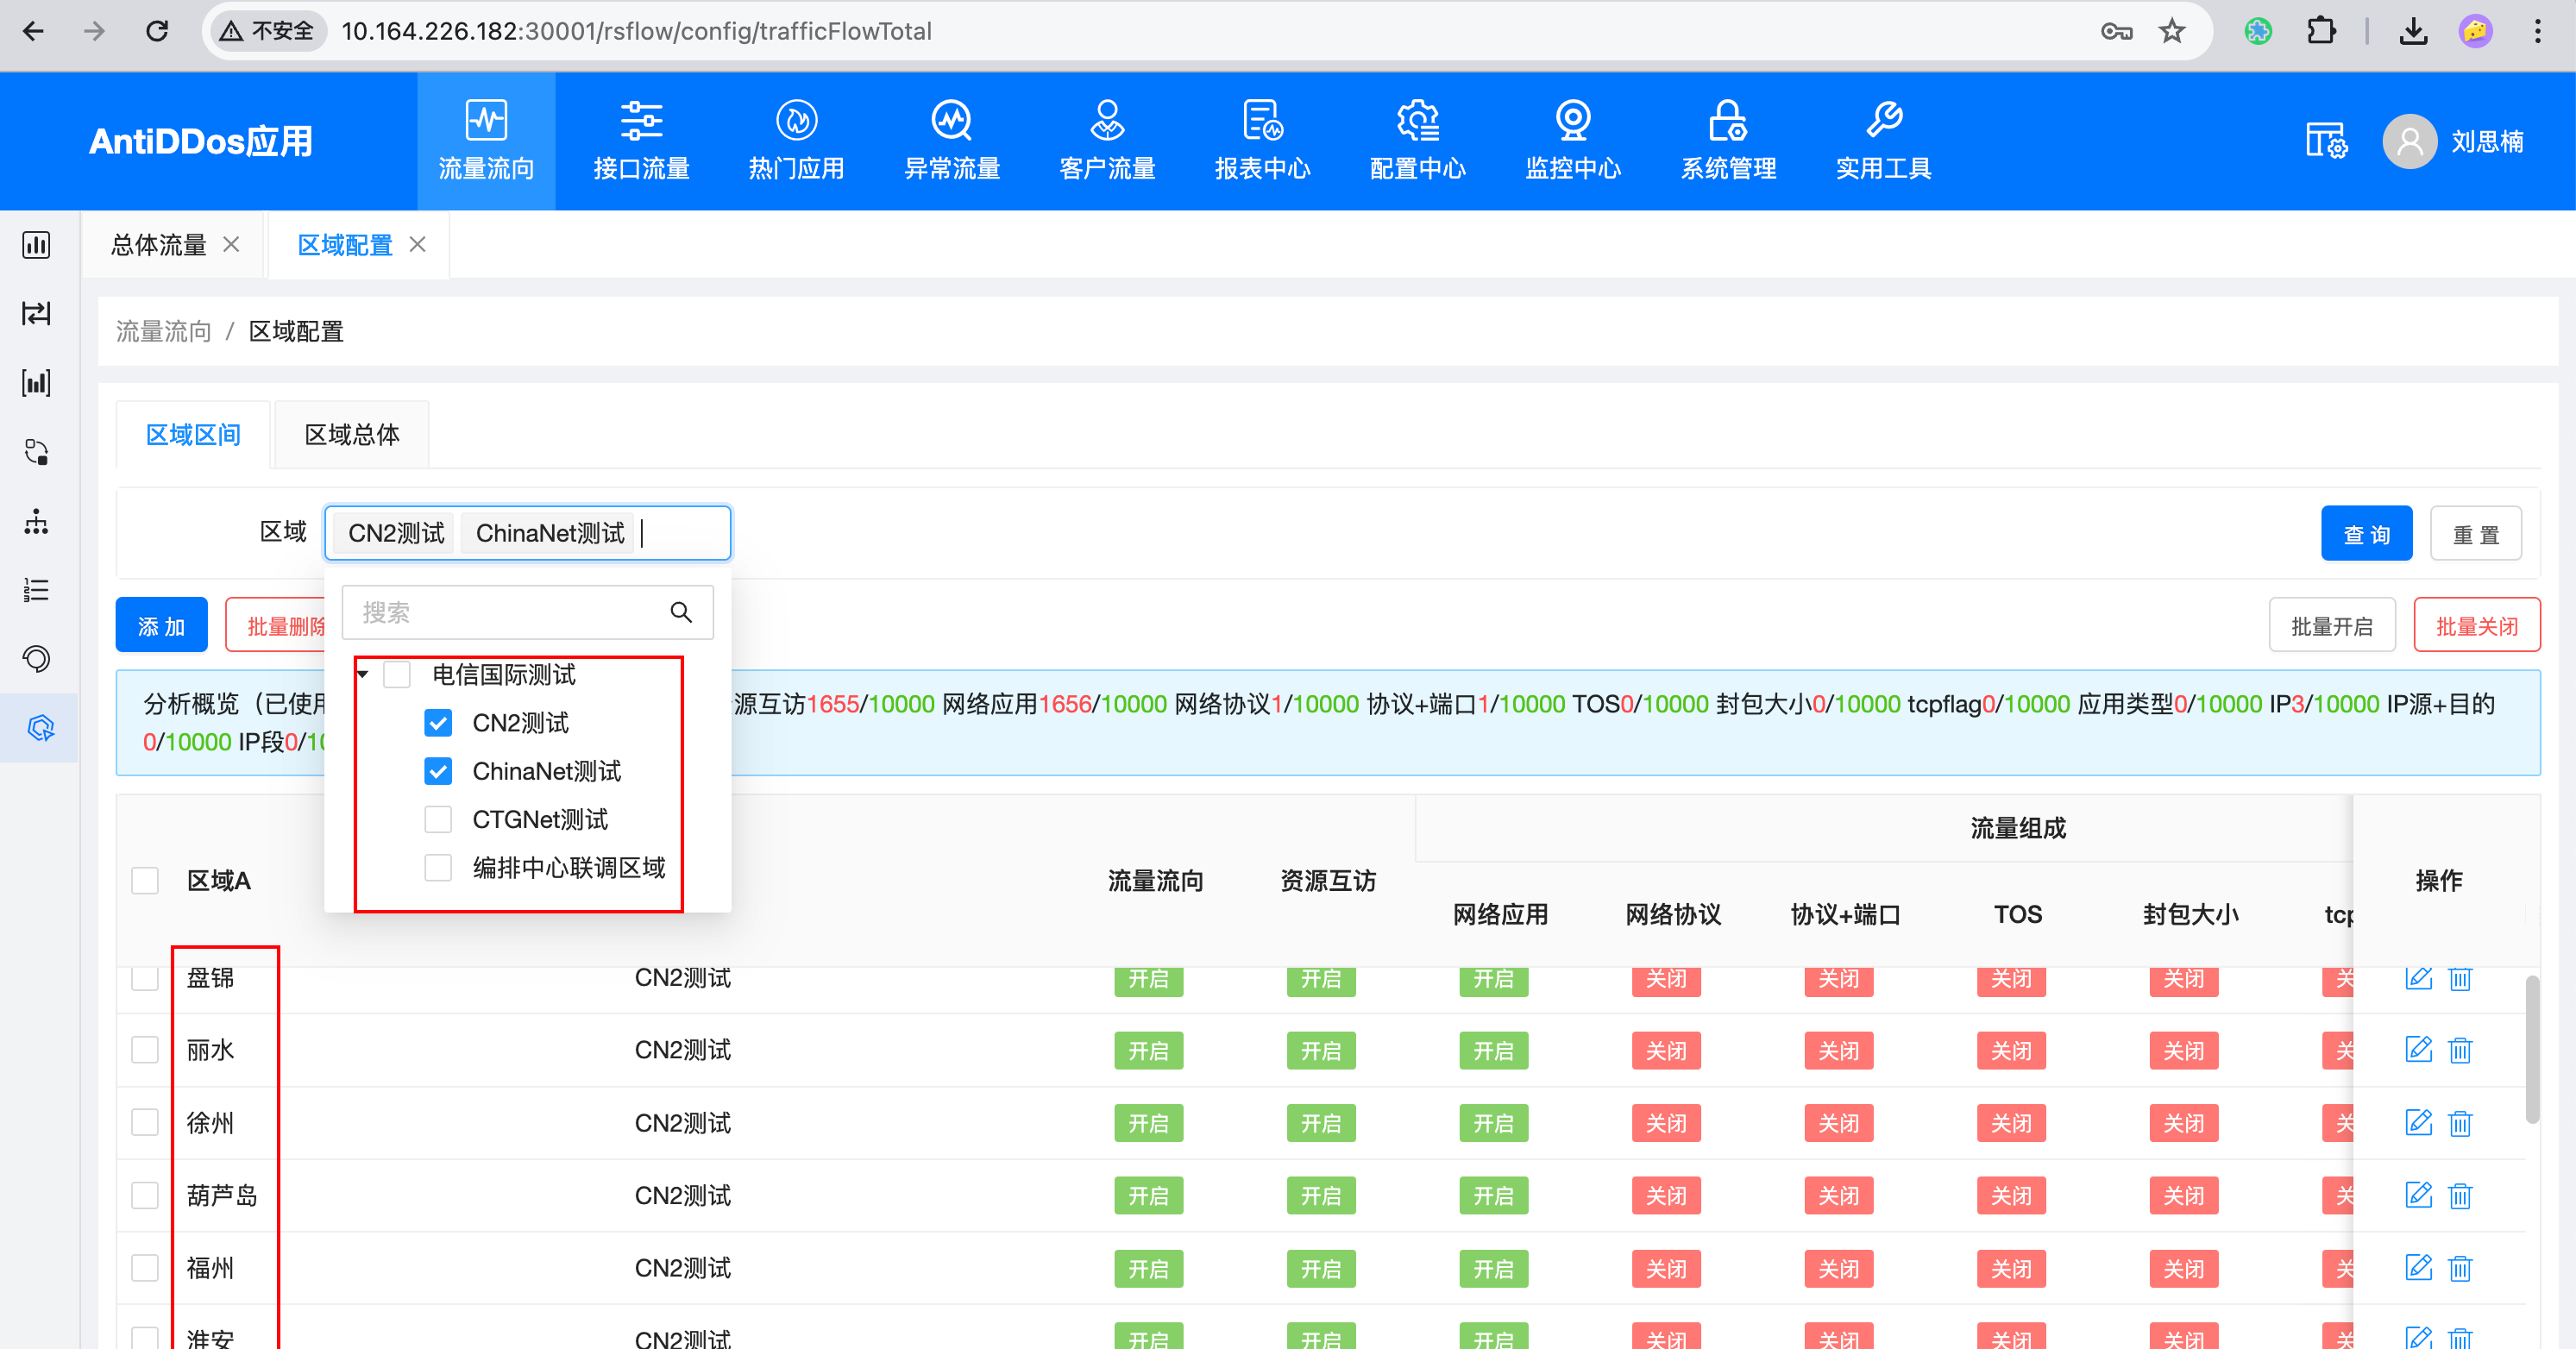 不安全 10.164.226.182:30001/rsflow/config/trafficFlowTotal
AntiDDos应用
流量流向 接口流量 热门应用 异常流量 客户流量 报表中心 配置中心 监控中心 系统管理 实用工具
刘思楠
总体流量 区域配置
流量流向 / 区域配置
区域区间 区域总体
区域 CN2测试 ChinaNet测试 查询 重置
添加 批量删除 批量开启 批量关闭
搜索
电信国际测试
CN2测试
ChinaNet测试
CTGNet测试
编排中心联调区域
分析概览（已使用 源互访1655/10000 网络应用1656/10000 网络协议1/10000 协议+端口1/10000 TOS0/10000 封包大小0/10000 tcpflag0/10000 应用类型0/10000 IP3/10000 IP源+目的
0/10000 IP段0/10
区域A 流量流向 资源互访 流量组成 操作
网络应用 网络协议 协议+端口 TOS 封包大小 tcp
盘锦 CN2测试 开启 开启 开启 关闭 关闭 关闭 关闭 关
丽水 CN2测试 开启 开启 开启 关闭 关闭 关闭 关闭 关
徐州 CN2测试 开启 开启 开启 关闭 关闭 关闭 关闭 关
葫芦岛 CN2测试 开启 开启 开启 关闭 关闭 关闭 关闭 关
福州 CN2测试 开启 开启 开启 关闭 关闭 关闭 关闭 关
淮安 CN2测试 开启 开启 开启 关闭 关闭 关闭 关闭 关